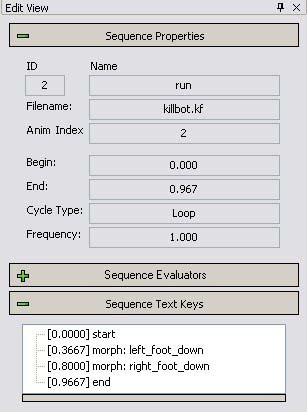 Edit View
Sequence Properties
ID Name
2 run
Filename: killbot.kf
Anim Index 2
Begin: 0.000
End: 0.967
Cycle Type: Loop
Frequency: 1.000
Sequence Evaluators
Sequence Text Keys
[0.0000] start
[0.3667] morph: left_foot_down
[0.8000] morph: right_foot_down
[0.9667] end